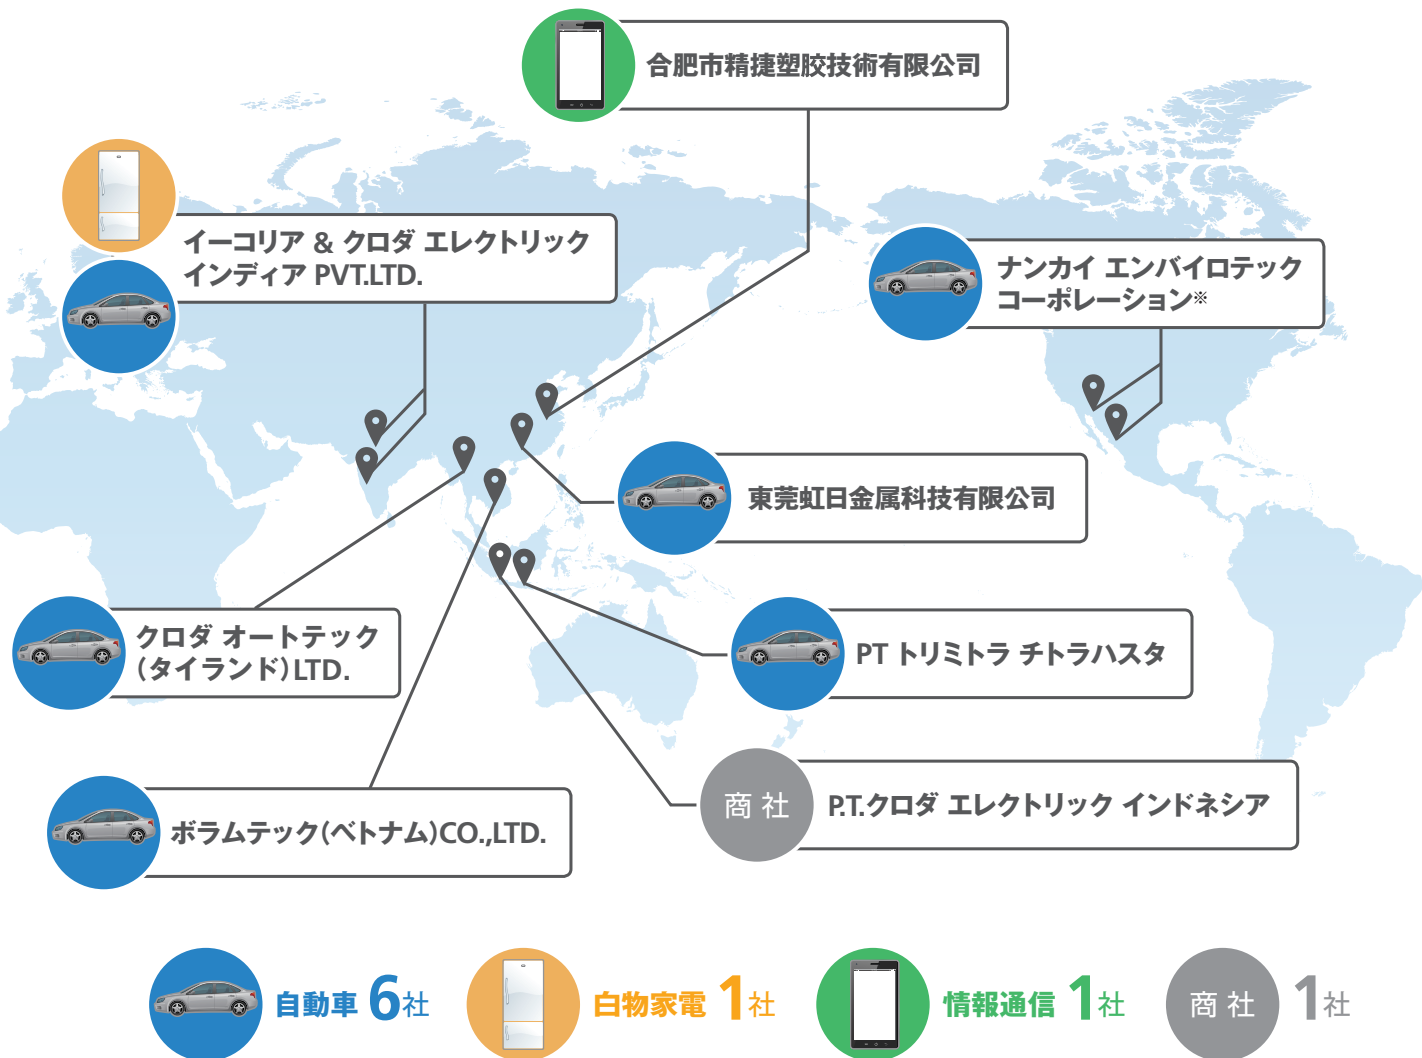 合肥市精捷塑胶技術有限公司
イーコリア & クロダ エレクトリック
インディア PVT.LTD.
ナンカイ エンバイロテック
コーポレーション※
東莞虹日金属科技有限公司
クロダ オートテック
(タイランド)LTD.
PT トリミトラ チトラハスタ
商社
P.T.クロダ エレクトリック インドネシア
ボラムテック(ベトナム)CO.,LTD.
自動車 6社
白物家電 1社
情報通信 1社
商社 1社